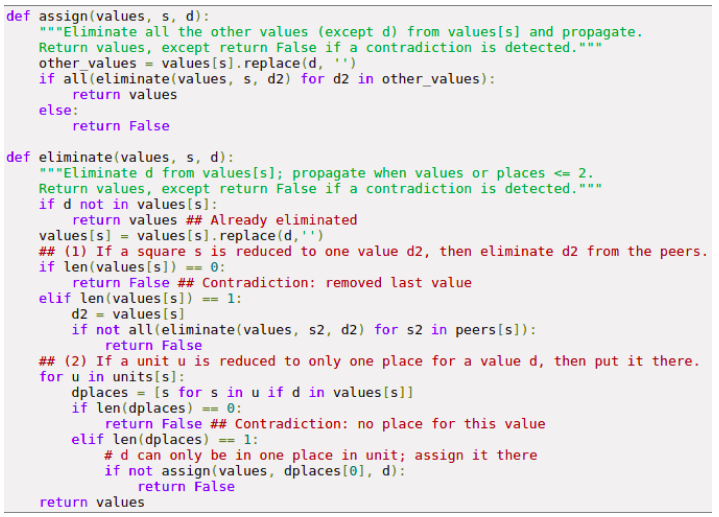 def assign(values, s, d):
    """Eliminate all the other values (except d) from values[s] and propagate.
    Return values, except return False if a contradiction is detected."""
    other_values = values[s].replace(d, '')
    if all(eliminate(values, s, d2) for d2 in other_values):
        return values
    else:
        return False

def eliminate(values, s, d):
    """Eliminate d from values[s]; propagate when values or places <= 2.
    Return values, except return False if a contradiction is detected."""
    if d not in values[s]:
        return values ## Already eliminated
    values[s] = values[s].replace(d,'')
    ## (1) If a square s is reduced to one value d2, then eliminate d2 from the peers.
    if len(values[s]) == 0:
        return False ## Contradiction: removed last value
    elif len(values[s]) == 1:
        d2 = values[s]
        if not all(eliminate(values, s2, d2) for s2 in peers[s]):
            return False
    ## (2) If a unit u is reduced to only one place for a value d, then put it there.
    for u in units[s]:
        dplaces = [s for s in u if d in values[s]]
        if len(dplaces) == 0:
            return False ## Contradiction: no place for this value
        elif len(dplaces) == 1:
            # d can only be in one place in unit; assign it there
            if not assign(values, dplaces[0], d):
                return False
    return values